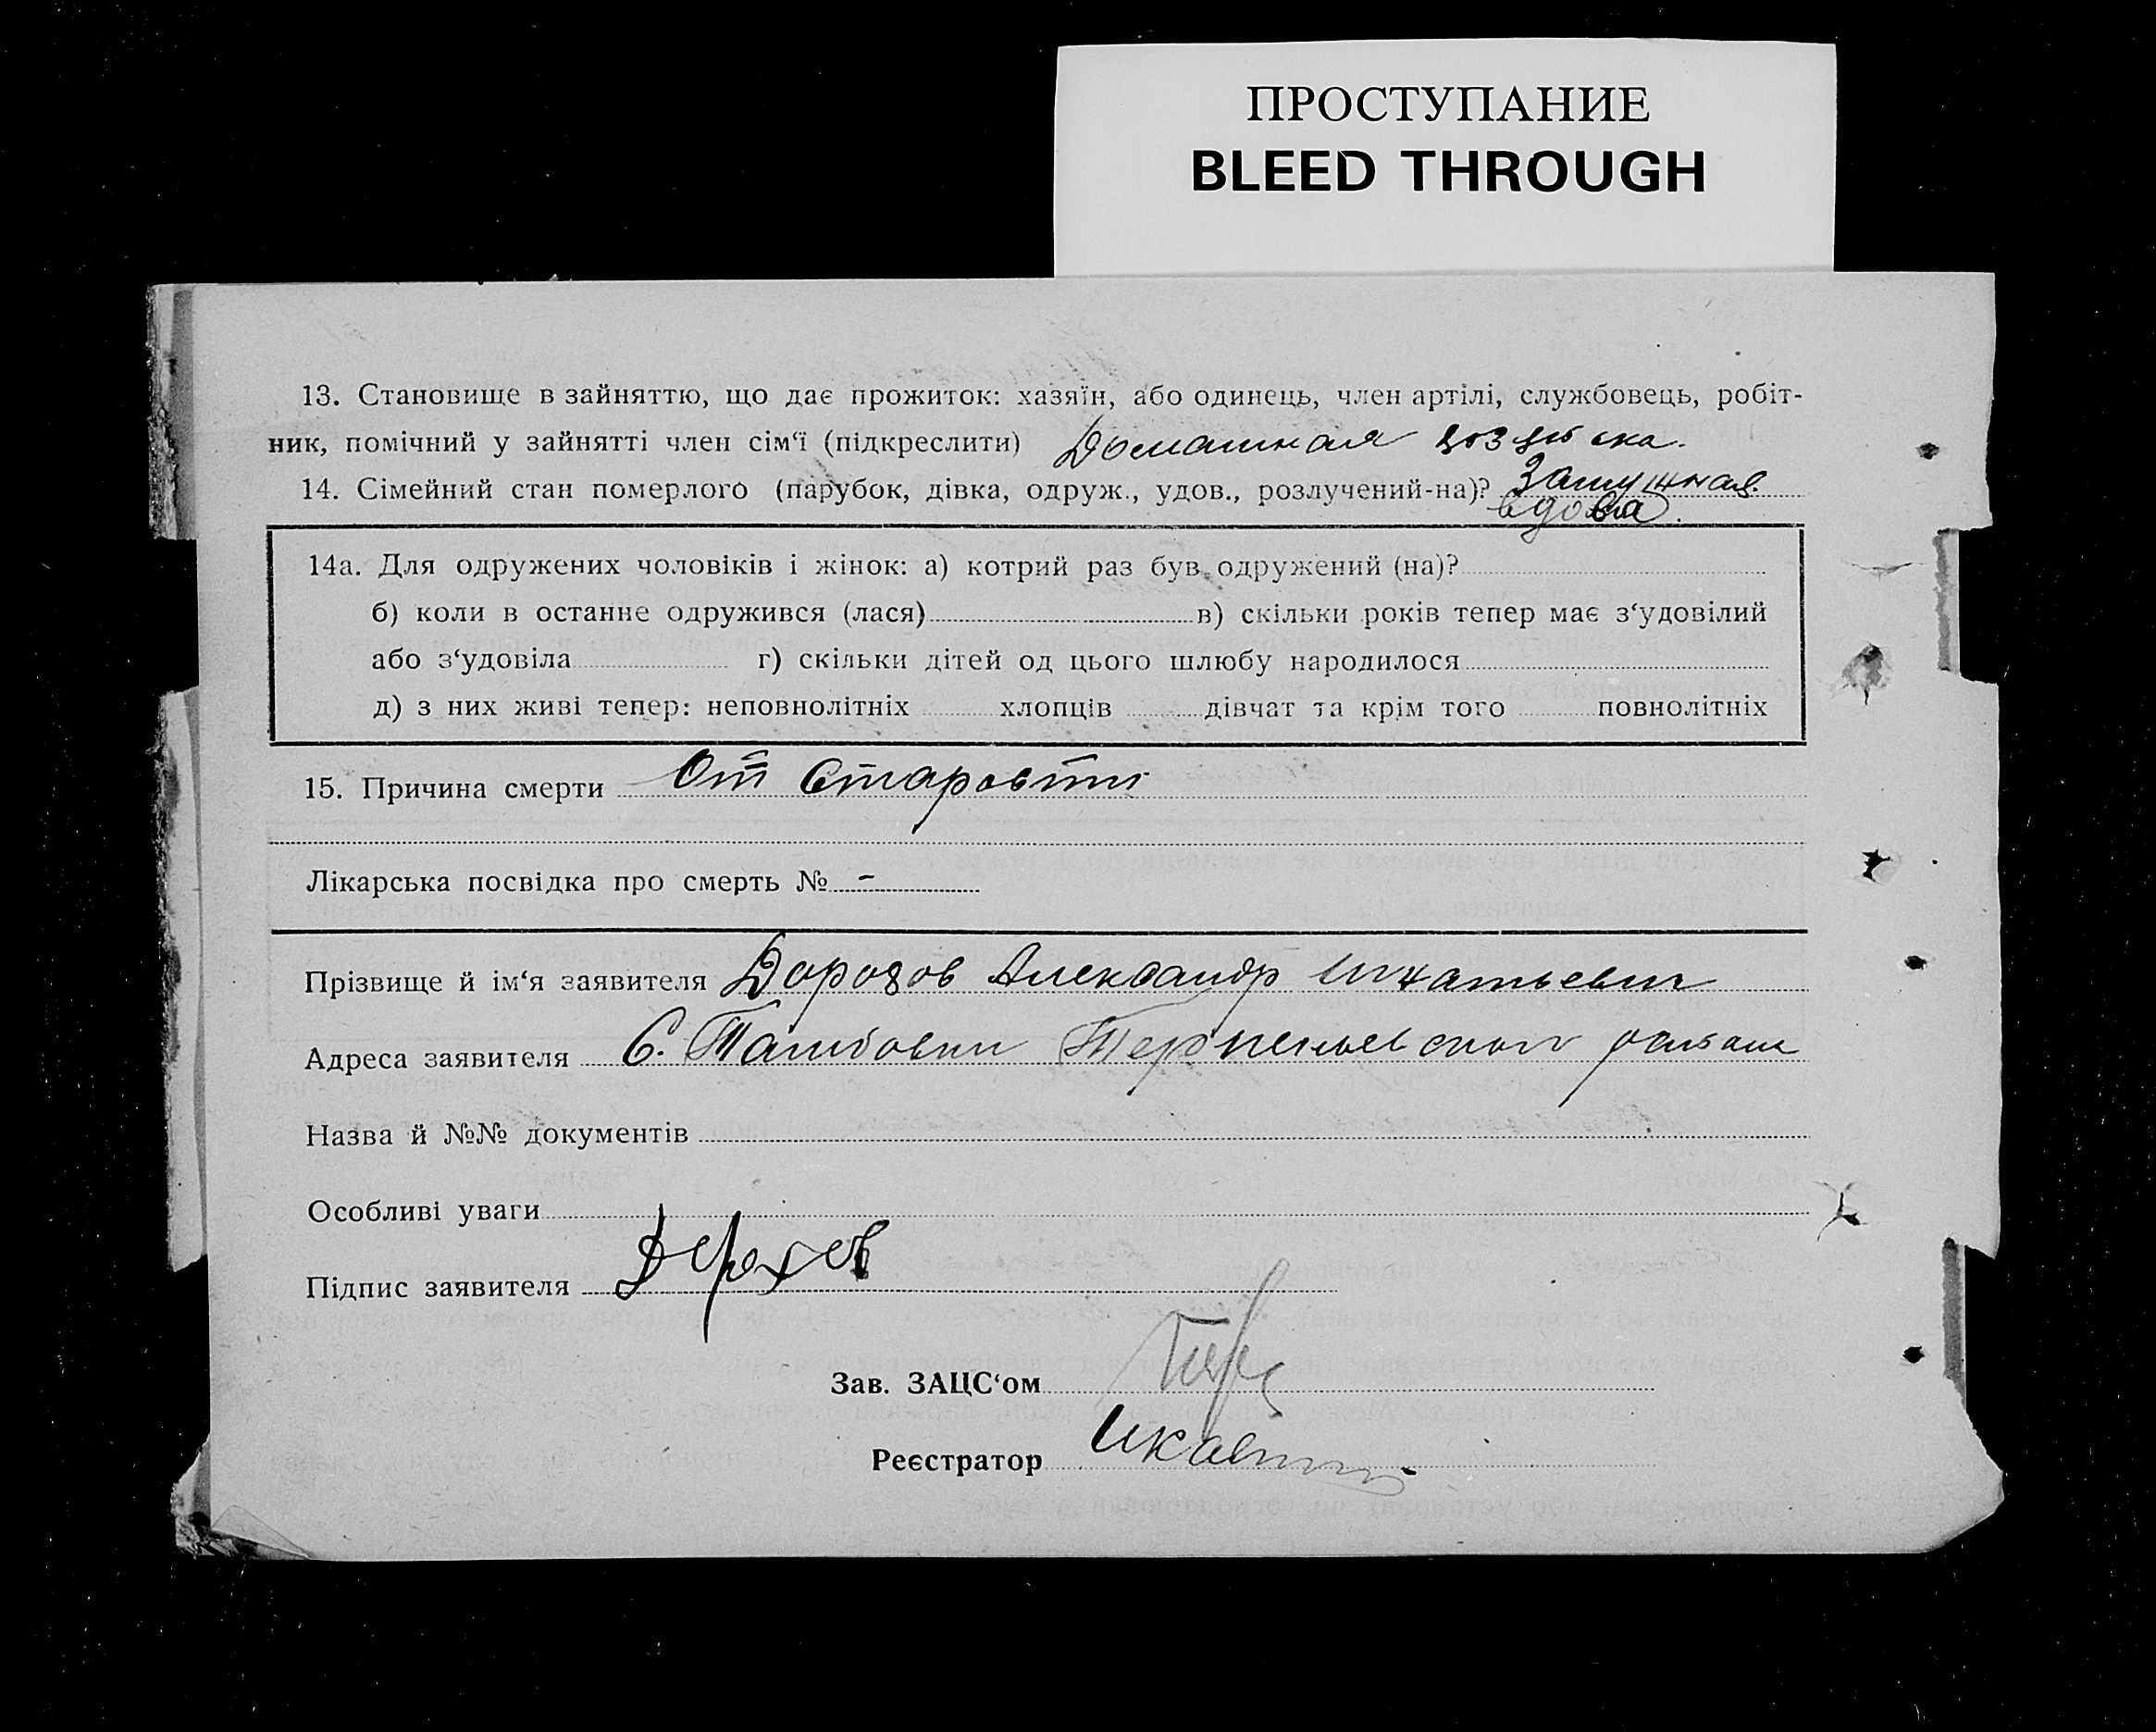 ПРОСТУПАНИЕ
BLEED THROUGH
13. Становище в зайняттю, що дає прожиток: хазяїн, або одинець, член артілі, службовець, робіт-
ник, помічний у зайнятті член сім‘ї (підкреслити) Домашная
14. Сімейний стан померлого (парубок, дівка, одруж., удов., розлучений-на)? Замужная.
вдова.
14а. Для одружених чоловіків і жінок: а) котрий раз був одружений (на)?
б) коли в останнє одружився (лася) в) скільки років тепер має з‘удовілий
або з‘удовіла г) скільки дітей од цього шлюбу народилося
д) з них живі тепер: неповнолітніх хлопців дівчат та крім того повнолітніх
15. Причина смерти От Старости
Лікарська посвідка про смерть № -
Прізвище й ім‘я заявителя Александр Игнатьевич
Адреса заявителя С. Тамбовки
Назва й №№ документів
Особливі уваги
Підпис заявителя
Зав. ЗАЦС‘ом
Реєстратор